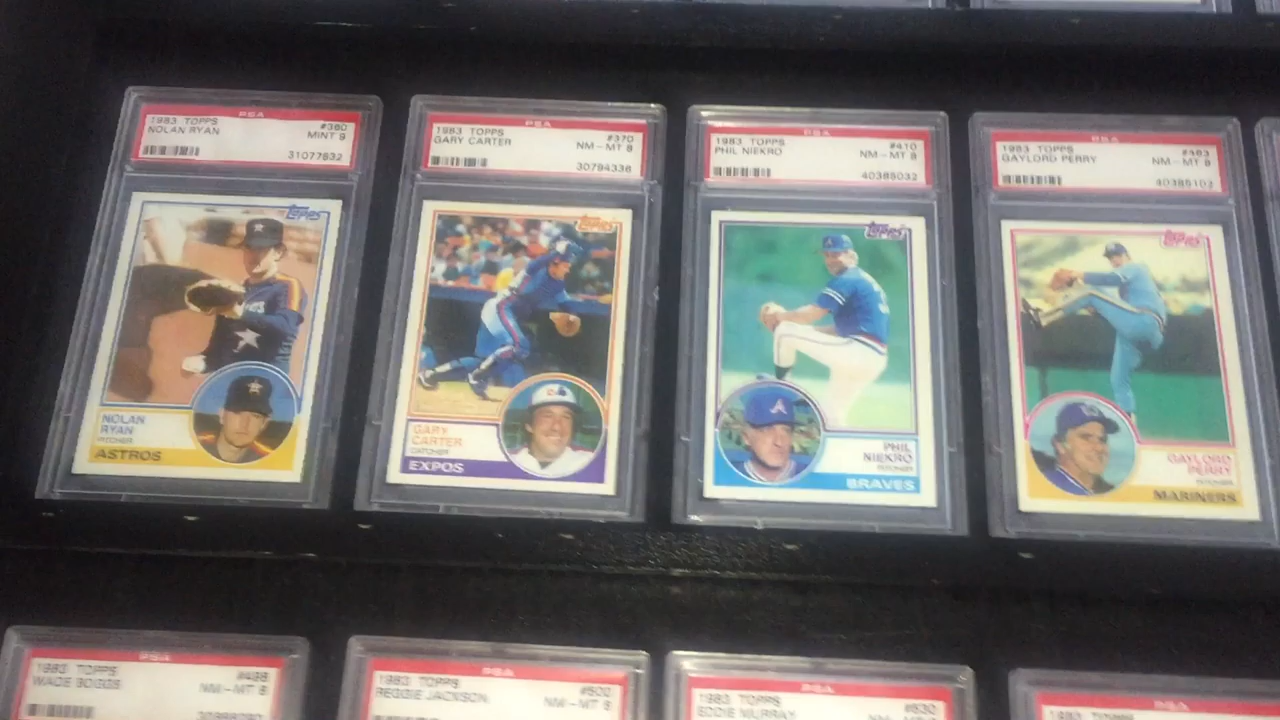 PSA
1983 TOPPS #360
NOLAN RYAN MINT 9
31077832
Topps
NOLAN
RYAN
PITCHER
ASTROS
PSA
1983 TOPPS #370
GARY CARTER NM-MT 8
30794336
Topps
GARY
CARTER
CATCHER
EXPOS
PSA
1983 TOPPS #410
PHIL NIEKRO NM-MT 8
40385032
Topps
PHIL
NIEKRO
PITCHER
BRAVES
PSA
1983 TOPPS #463
GAYLORD PERRY NM-MT 8
40385102
Topps
GAYLORD
PERRY
PITCHER
MARINERS
PSA
1983 TOPPS #498
WADE BOGGS NM-MT 8
PSA
1983 TOPPS #500
REGGIE JACKSON NM-MT 8
PSA
1983 TOPPS #530
EDDIE MURRAY
PSA